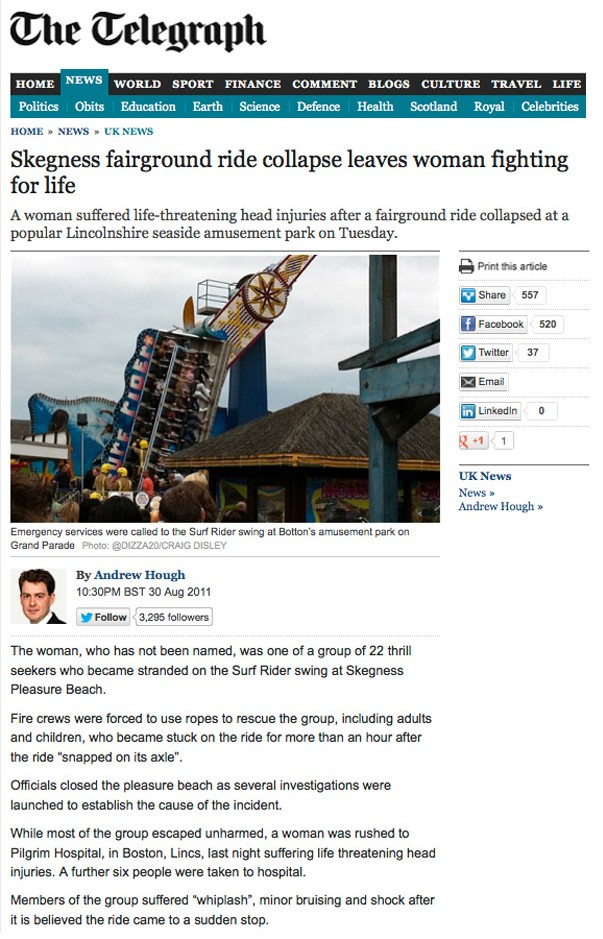 The Telegraph
HOME NEWS WORLD SPORT FINANCE COMMENT BLOGS CULTURE TRAVEL LIFE
Politics Obits Education Earth Science Defence Health Scotland Royal Celebrities
HOME » NEWS » UK NEWS
Skegness fairground ride collapse leaves woman fighting
for life
A woman suffered life-threatening head injuries after a fairground ride collapsed at a
popular Lincolnshire seaside amusement park on Tuesday.
Print this article
Share 557
Facebook 520
Twitter 37
Email
LinkedIn 0
+1 1
UK News
News »
Andrew Hough »
Emergency services were called to the Surf Rider swing at Botton's amusement park on
Grand Parade Photo: @DIZZA20/CRAIG DISLEY
By Andrew Hough
10:30PM BST 30 Aug 2011
Follow 3,295 followers
The woman, who has not been named, was one of a group of 22 thrill
seekers who became stranded on the Surf Rider swing at Skegness
Pleasure Beach.
Fire crews were forced to use ropes to rescue the group, including adults
and children, who became stuck on the ride for more than an hour after
the ride “snapped on its axle”.
Officials closed the pleasure beach as several investigations were
launched to establish the cause of the incident.
While most of the group escaped unharmed, a woman was rushed to
Pilgrim Hospital, in Boston, Lincs, last night suffering life threatening head
injuries. A further six people were taken to hospital.
Members of the group suffered “whiplash”, minor bruising and shock after
it is believed the ride came to a sudden stop.